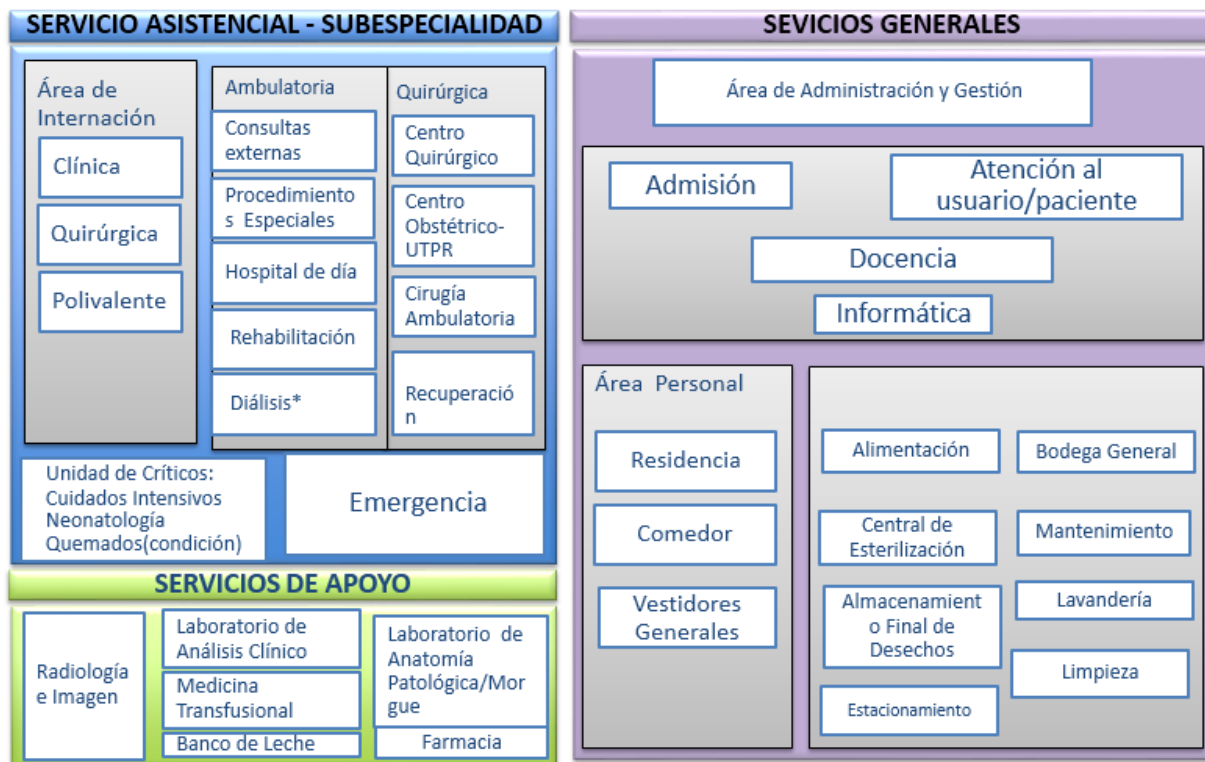 SERVICIO ASISTENCIAL - SUBESPECIALIDAD
Área de
Internación
Clínica
Quirúrgica
Polivalente
Ambulatoria
Consultas
externas
Procedimiento
s Especiales
Hospital de día
Rehabilitación
Diálisis*
Quirúrgica
Centro
Quirúrgico
Centro
Obstétrico-
UTPR
Cirugía
Ambulatoria
Recuperació
n
Unidad de Críticos:
Cuidados Intensivos
Neonatología
Quemados(condición)
Emergencia
SERVICIOS DE APOYO
Radiología
e Imagen
Laboratorio de
Análisis Clínico
Medicina
Transfusional
Banco de Leche
Laboratorio de
Anatomía
Patológica/Mor
gue
Farmacia
SEVICIOS GENERALES
Área de Administración y Gestión
Admisión
Atención al
usuario/paciente
Docencia
Informática
Área Personal
Residencia
Comedor
Vestidores
Generales
Alimentación
Bodega General
Central de
Esterilización
Mantenimiento
Almacenamient
o Final de
Desechos
Lavandería
Limpieza
Estacionamiento